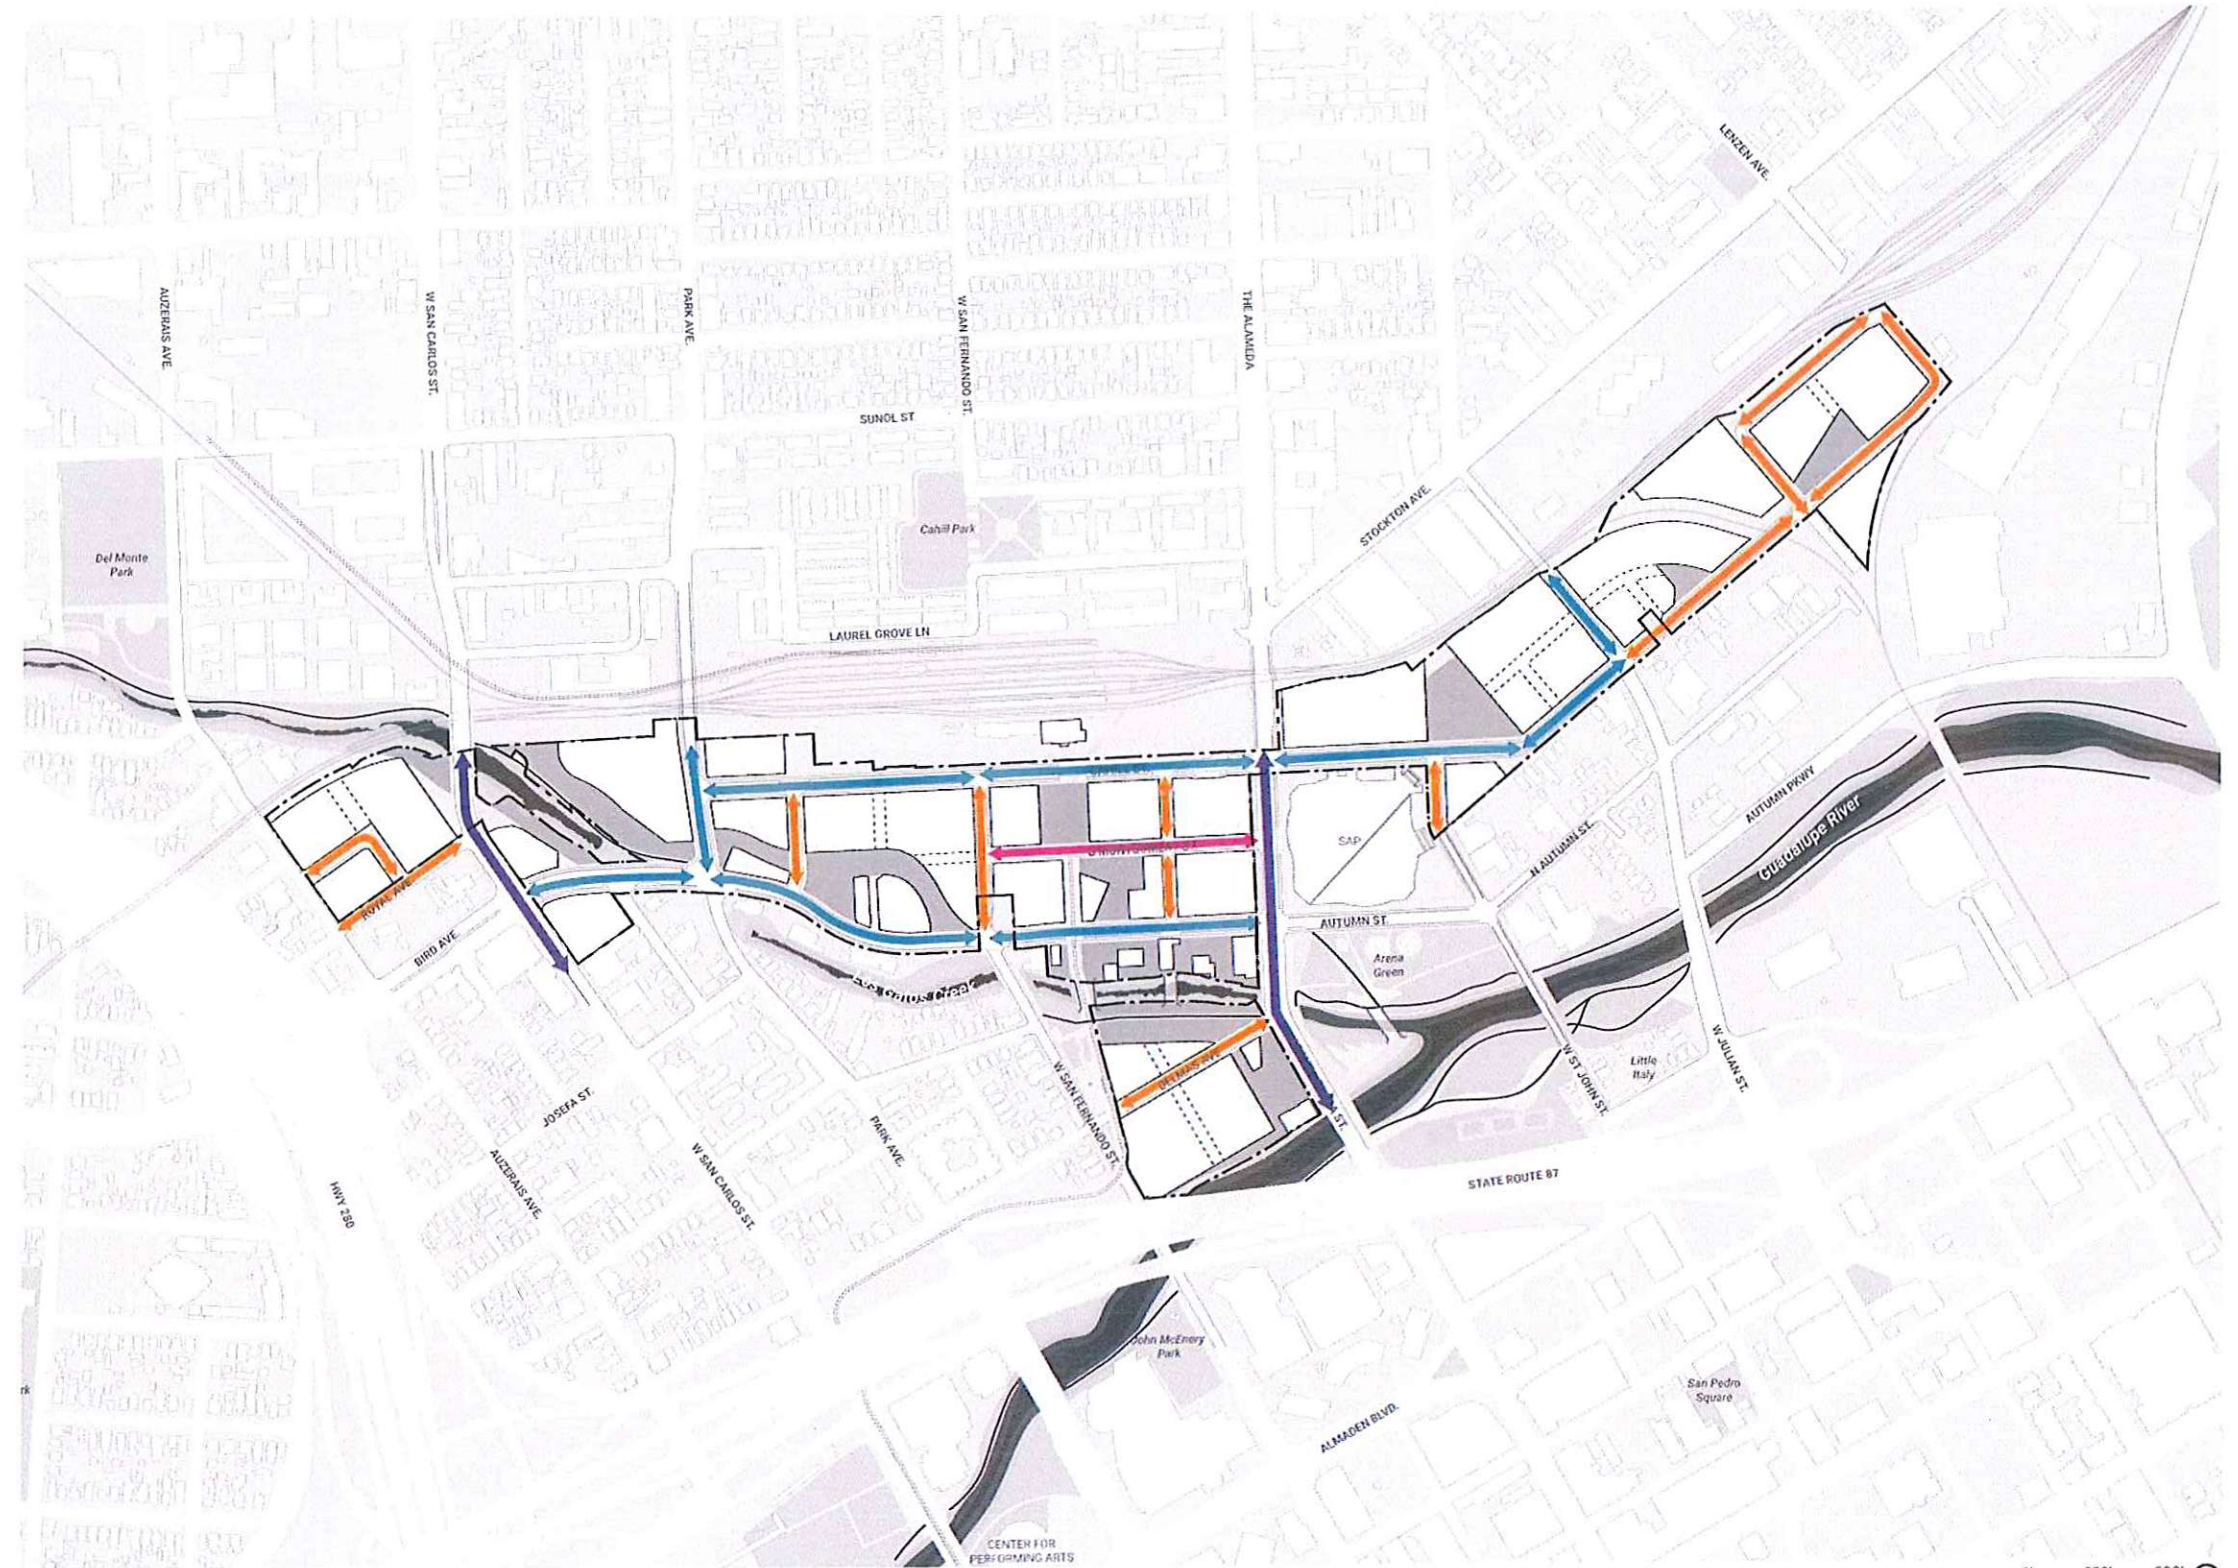 LENZEN AVE.
AUZERAIS AVE.
W SAN CARLOS ST.
PARK AVE.
W SAN FERNANDO ST.
THE ALAMEDA
SUNOL ST
STOCKTON AVE.
Cahill Park
Del Monte
Park
LAUREL GROVE LN
SAP
S MONTGOMERY ST
AUTUMN PKWY
Guadalupe River
N AUTUMN ST.
ROYAL AVE
BIRD AVE
AUTUMN ST.
Arena
Green
Los Gatos Creek
DELMAS AVE
W SAN FERNANDO ST.
W ST JOHN ST.
Little
Italy
W JULIAN ST.
JOSEFA ST.
PARK AVE.
A ST.
AUZERAIS AVE.
W SAN CARLOS ST.
STATE ROUTE 87
HWY 280
John McEnery
Park
San Pedro
Square
rk
ALMADEN BLVD.
CENTER FOR
PERFORMING ARTS